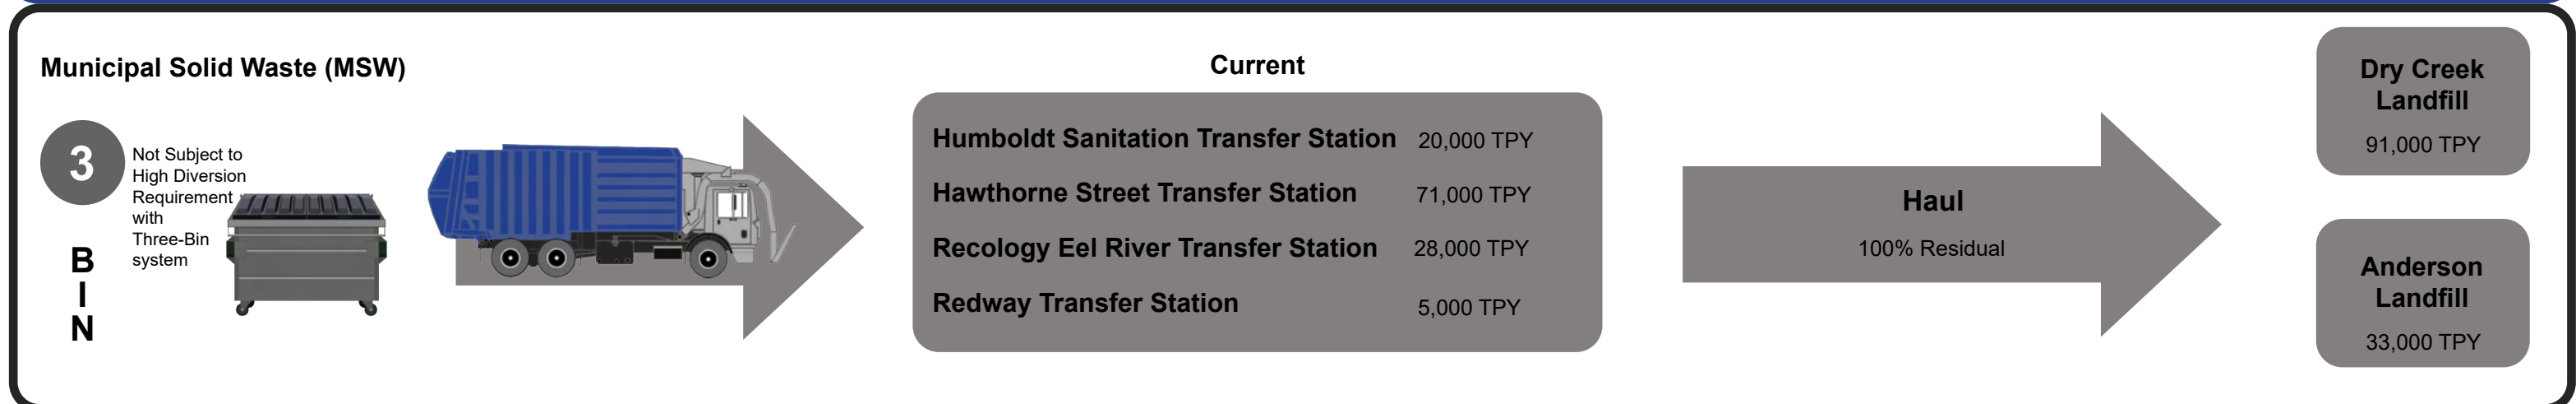 Municipal Solid Waste (MSW)
3
B
I
N
Not Subject to
High Diversion
Requirement
with
Three-Bin
system
Current
Humboldt Sanitation Transfer Station 20,000 TPY
Hawthorne Street Transfer Station 71,000 TPY
Recology Eel River Transfer Station 28,000 TPY
Redway Transfer Station 5,000 TPY
Haul
100% Residual
Dry Creek
Landfill
91,000 TPY
Anderson
Landfill
33,000 TPY